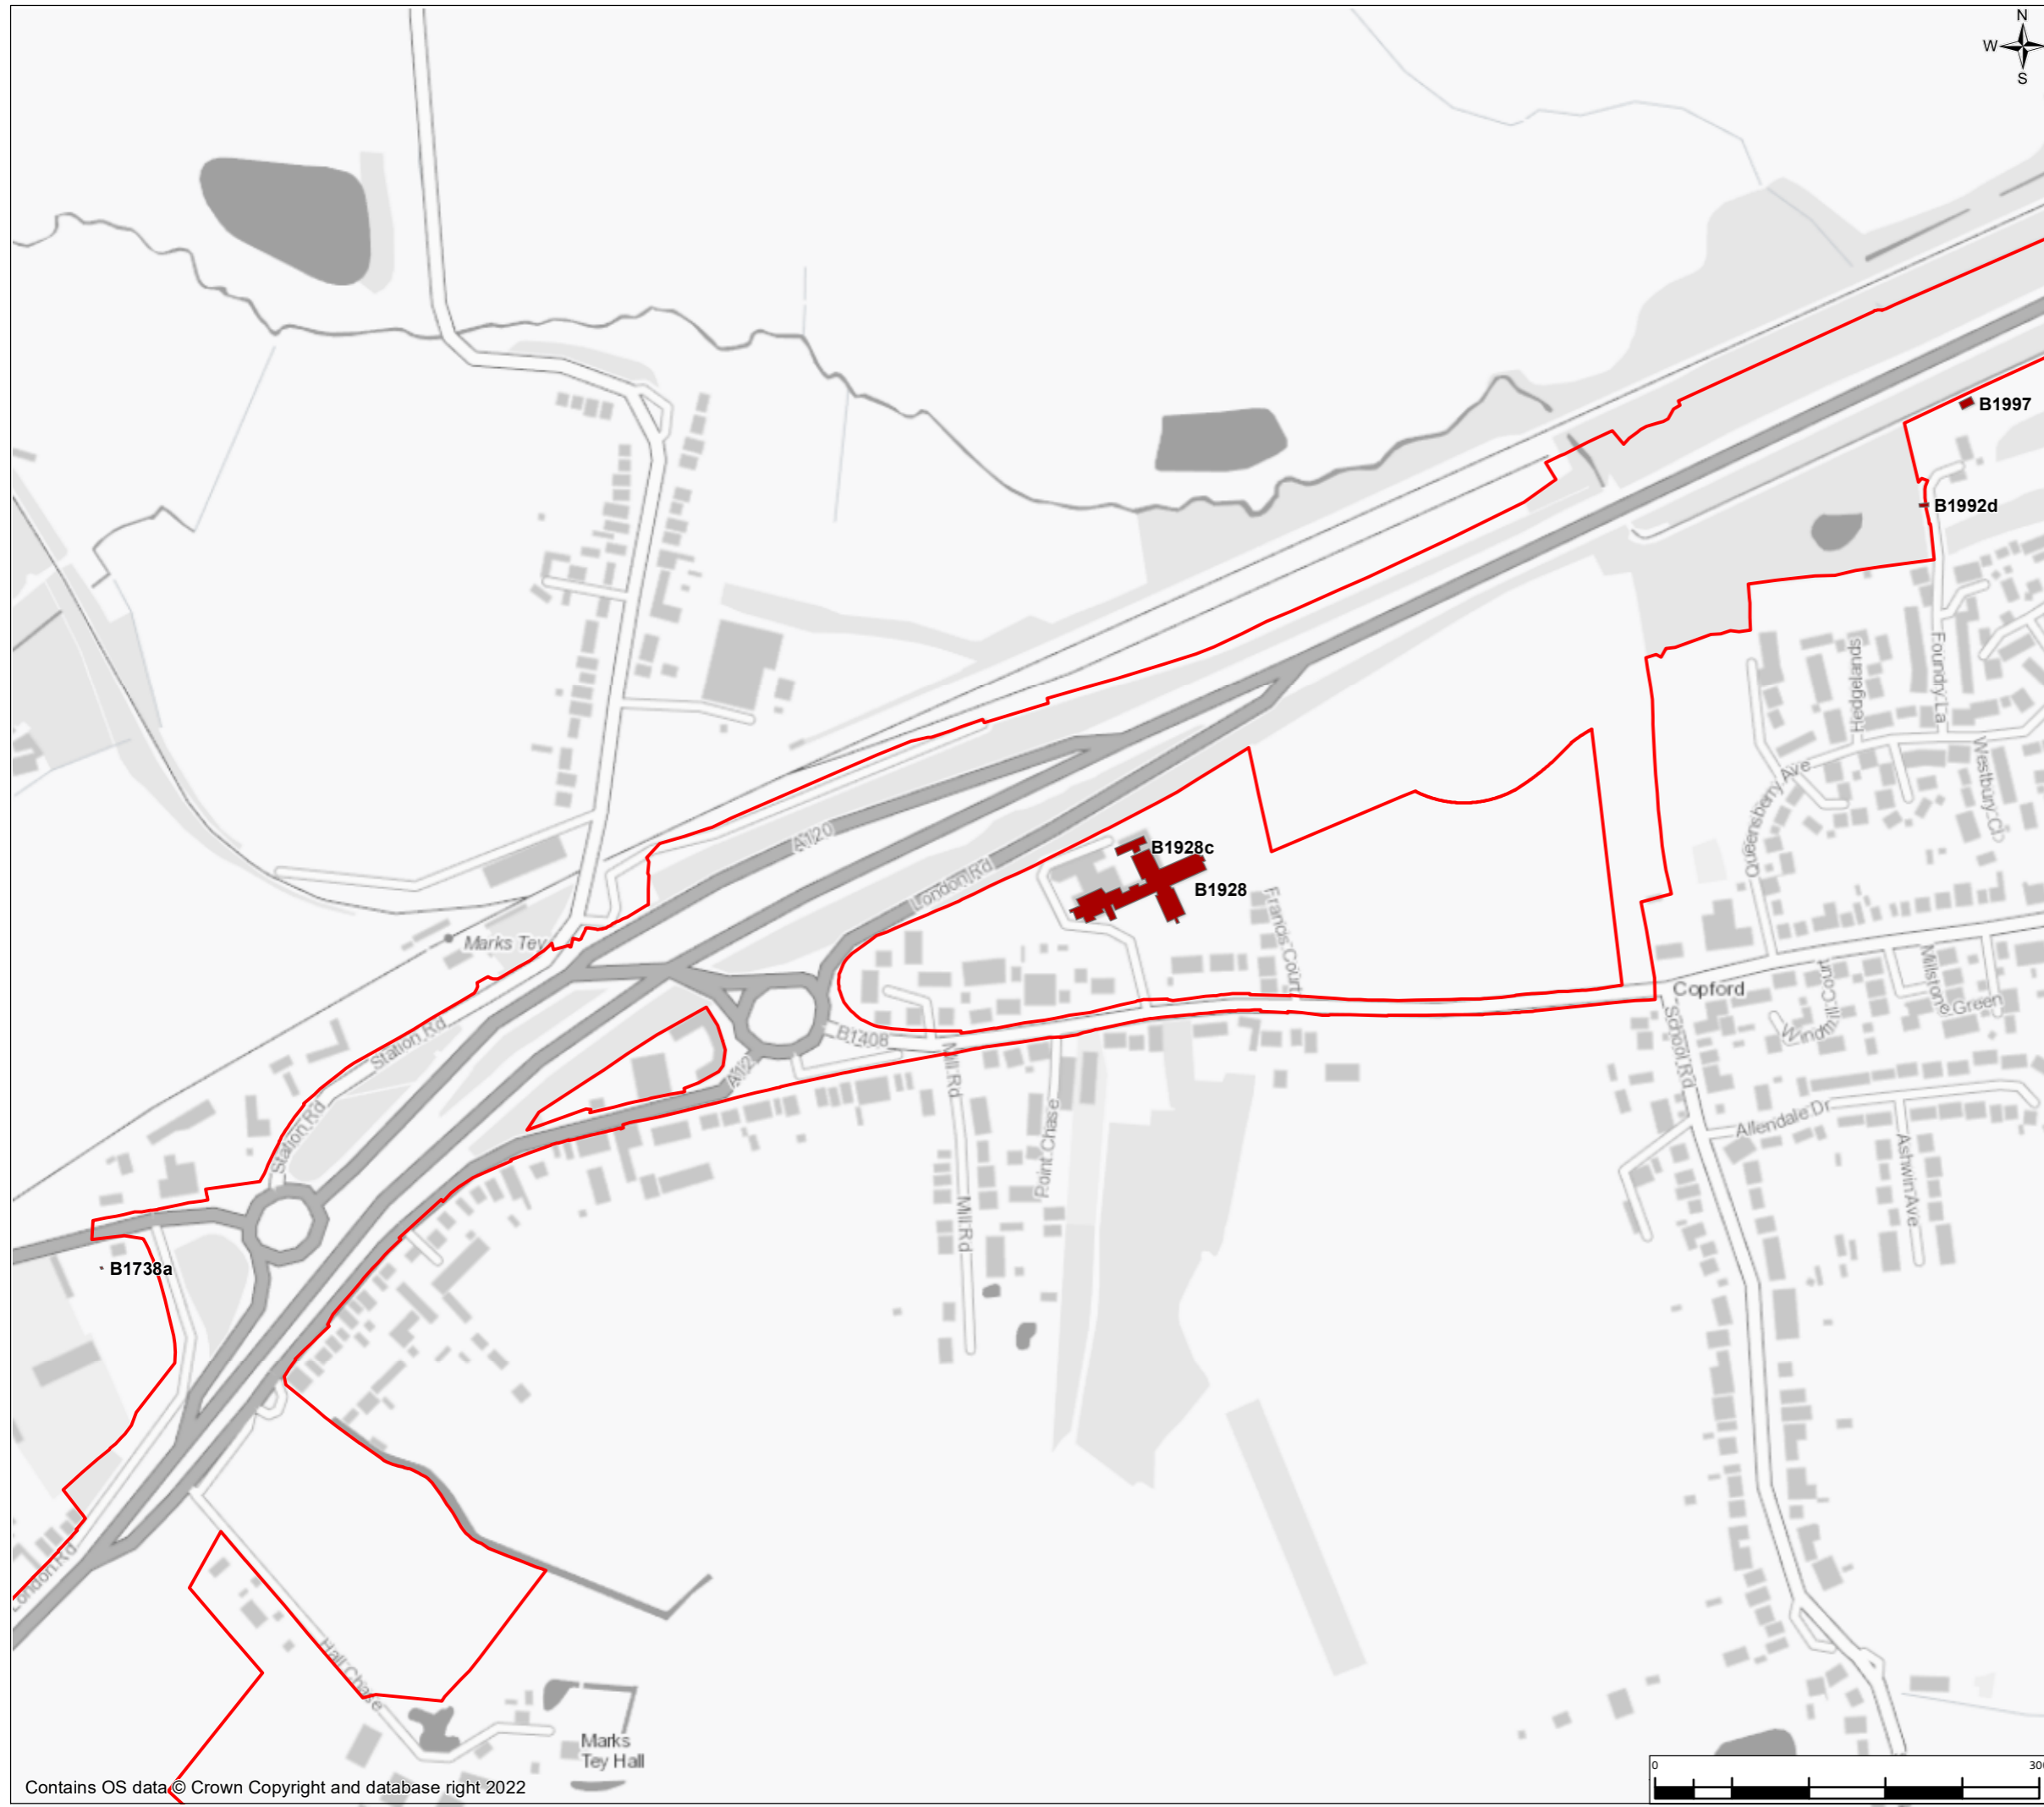 N
W
S
B1997
B1992d
Hedgelands
Foundry La
Westbury Cl
Queensberry Ave
A120
London Rd
B1928c
B1928
Francis Court
Marks Tey
Copford
Millstone Green
Station Rd
B1408
A12
School Rd
Mill Rd
Allendale Dr
Station Rd
Point Chase
Ashwin Ave
Mill Rd
B1738a
London Rd
Hall Chase
Marks
Tey Hall
0
Contains OS data © Crown Copyright and database right 2022